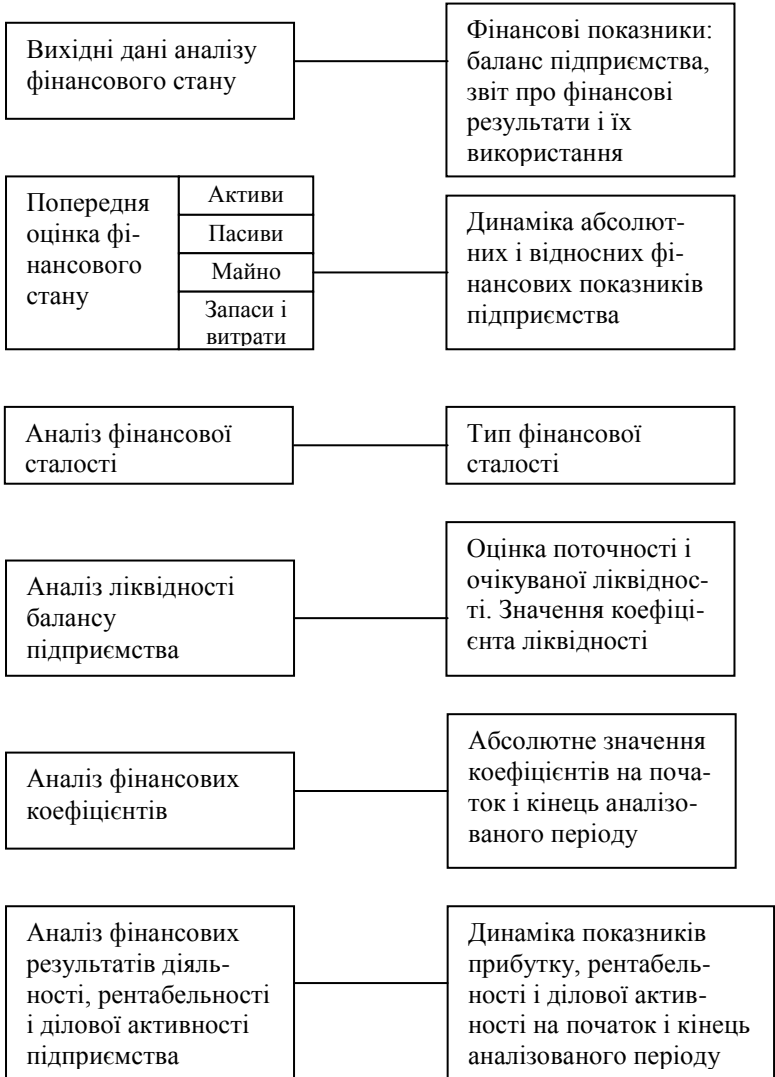 Вихідні дані аналізу
фінансового стану
Фінансові показники:
баланс підприємства,
звіт про фінансові
результати і їх
використання
Попередня
оцінка фі-
нансового
стану
Активи
Пасиви
Майно
Запаси і
витрати
Динаміка абсолют-
них і відносних фі-
нансових показників
підприємства
Аналіз фінансової
сталості
Тип фінансової
сталості
Аналіз ліквідності
балансу
підприємства
Оцінка поточності і
очікуваної ліквіднос-
ті. Значення коефіці-
єнта ліквідності
Аналіз фінансових
коефіцієнтів
Абсолютне значення
коефіцієнтів на поча-
ток і кінець аналізо-
ваного періоду
Аналіз фінансових
результатів діяль-
ності, рентабельності
і ділової активності
підприємства
Динаміка показників
прибутку, рентабель-
ності і ділової актив-
ності на початок і кінець
аналізованого періоду